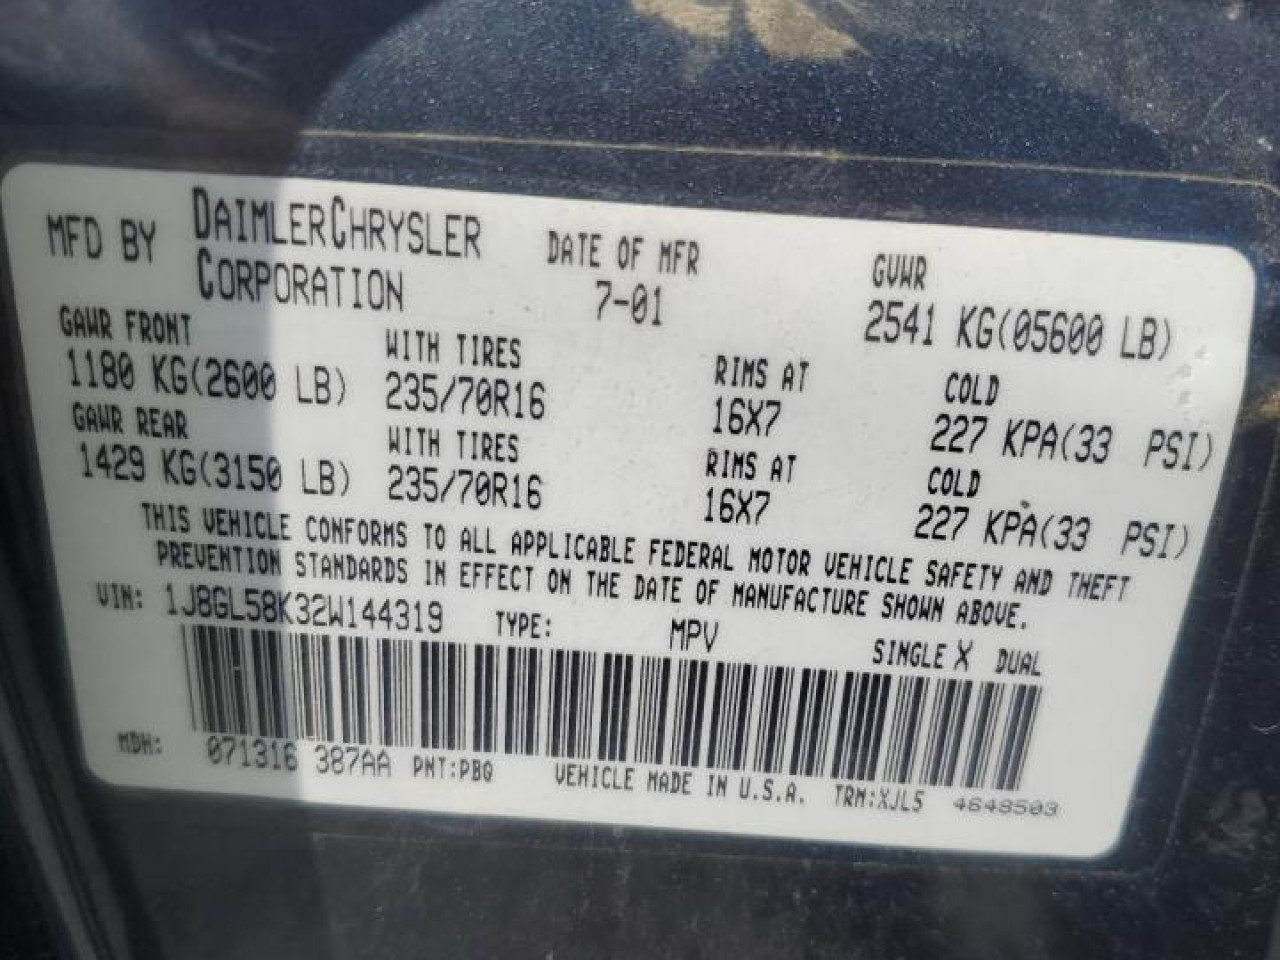 MFD BY DAIMLERCHRYSLER CORPORATION
DATE OF MFR 7-01
GVWR 2541 KG(05600 LB)
GAWR FRONT WITH TIRES RIMS AT COLD
1180 KG(2600 LB) 235/70R16 16X7 227 KPA(33 PSI)
GAWR REAR WITH TIRES RIMS AT COLD
1429 KG(3150 LB) 235/70R16 16X7 227 KPA(33 PSI)
THIS VEHICLE CONFORMS TO ALL APPLICABLE FEDERAL MOTOR VEHICLE SAFETY AND THEFT
PREVENTION STANDARDS IN EFFECT ON THE DATE OF MANUFACTURE SHOWN ABOVE.
VIN: 1J8GL58K32W144319 TYPE: MPV SINGLE X DUAL
MDH: 071316 387AA PNT:PBQ VEHICLE MADE IN U.S.A. TRM:XJL5 4648503